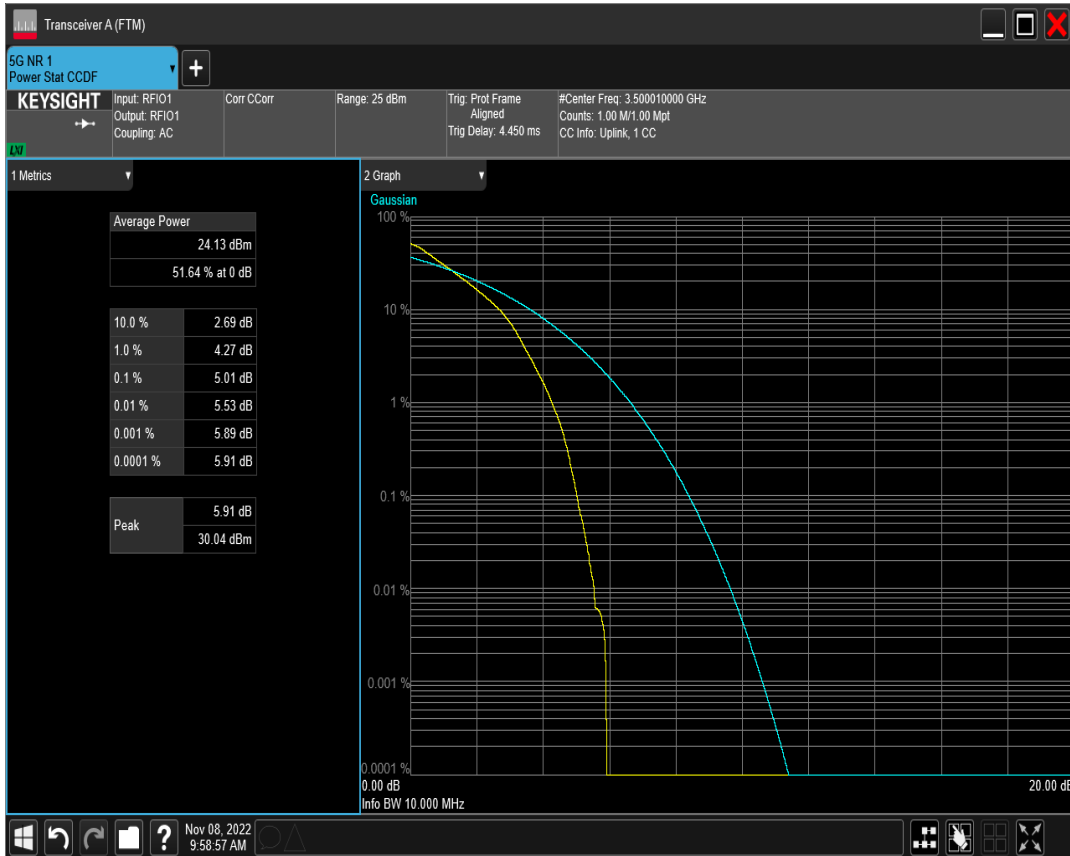 Transceiver A (FTM)
5G NR 1
Power Stat CCDF
+
KEYSIGHT
LXI
Input: RFIO1
Output: RFIO1
Coupling: AC
Corr CCorr
Range: 25 dBm
Trig: Prot Frame
Aligned
Trig Delay: 4.450 ms
#Center Freq: 3.500010000 GHz
Counts: 1.00 M/1.00 Mpt
CC Info: Uplink, 1 CC
1 Metrics
Average Power
24.13 dBm
51.64 % at 0 dB
10.0 % 2.69 dB
1.0 % 4.27 dB
0.1 % 5.01 dB
0.01 % 5.53 dB
0.001 % 5.89 dB
0.0001 % 5.91 dB
Peak
5.91 dB
30.04 dBm
2 Graph
Gaussian
100 %
10 %
1 %
0.1 %
0.01 %
0.001 %
0.0001 %
0.00 dB 20.00 dB
Info BW 10.000 MHz
?
Nov 08, 2022
9:58:57 AM